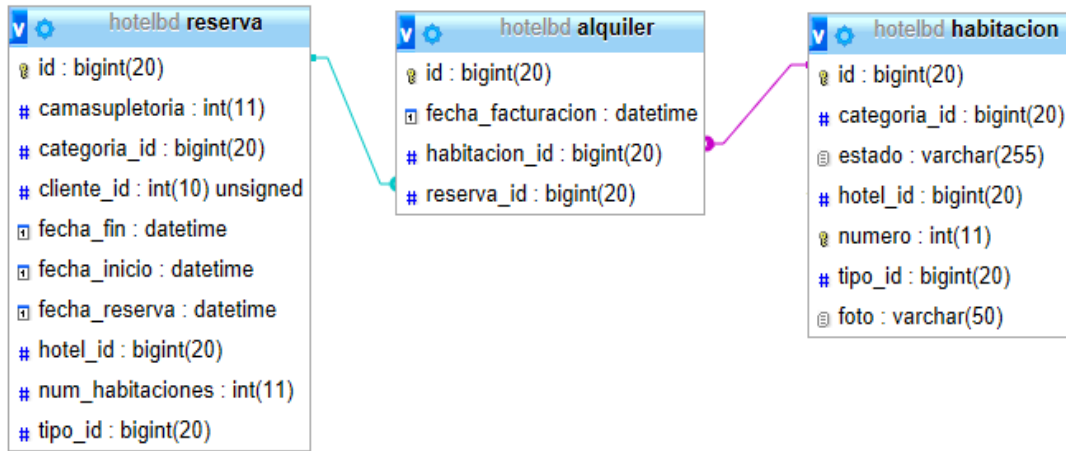 hotelbd reserva
id : bigint(20)
camasupletoria : int(11)
categoria_id : bigint(20)
cliente_id : int(10) unsigned
fecha_fin : datetime
fecha_inicio : datetime
fecha_reserva : datetime
hotel_id : bigint(20)
num_habitaciones : int(11)
tipo_id : bigint(20)
hotelbd alquiler
id : bigint(20)
fecha_facturacion : datetime
habitacion_id : bigint(20)
reserva_id : bigint(20)
hotelbd habitacion
id : bigint(20)
categoria_id : bigint(20)
estado : varchar(255)
hotel_id : bigint(20)
numero : int(11)
tipo_id : bigint(20)
foto : varchar(50)